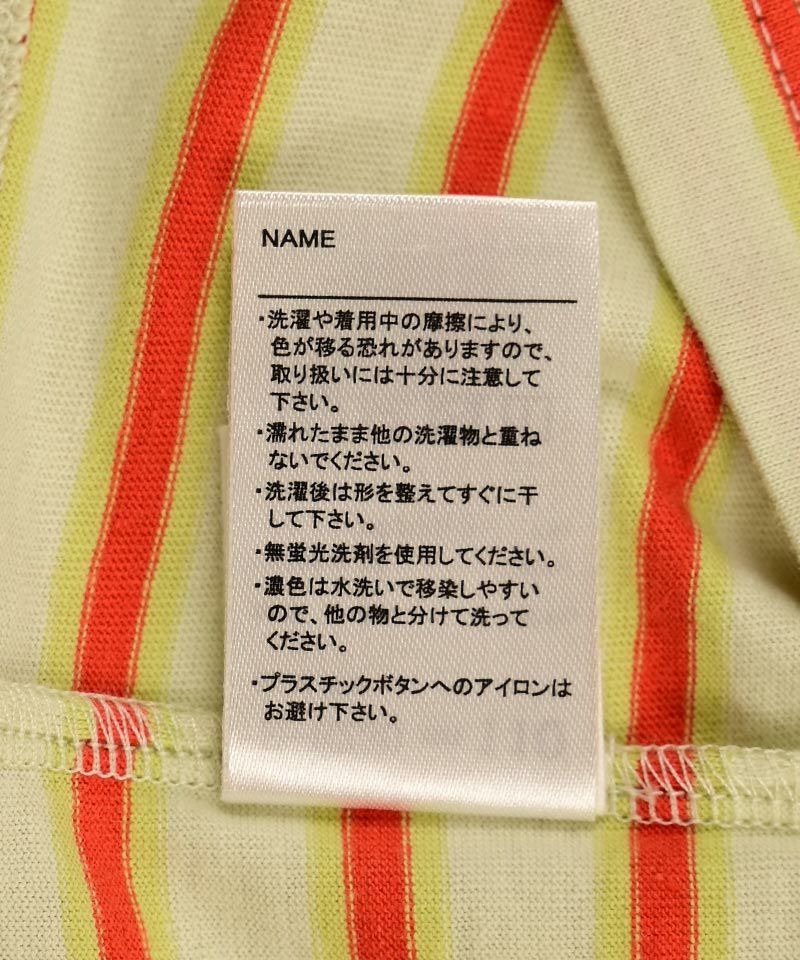 NAME
・洗濯や着用中の摩擦により、
色が移る恐れがありますので、
取り扱いには十分に注意して
下さい。
・濡れたまま他の洗濯物と重ね
ないでください。
・洗濯後は形を整えてすぐに干
して下さい。
・無蛍光洗剤を使用してください。
・濃色は水洗いで移染しやすい
ので、他の物と分けて洗って
ください。
・プラスチックボタンへのアイロンは
お避け下さい。